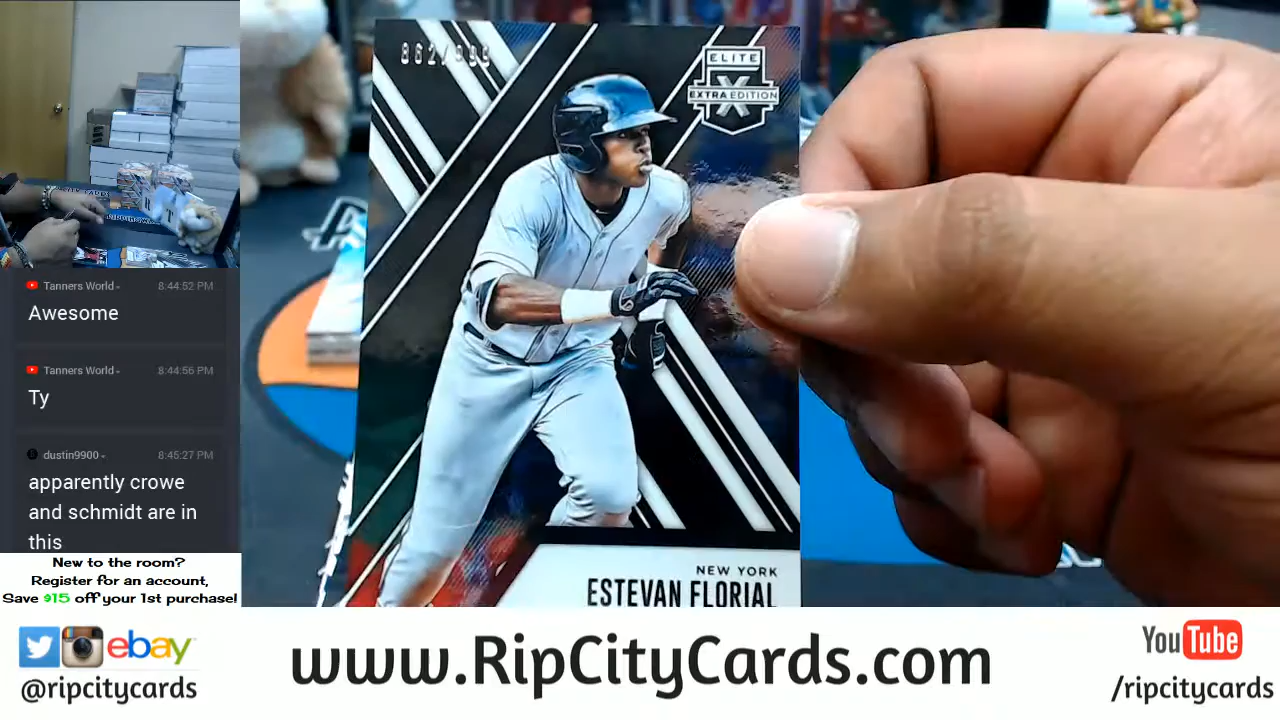 862/999
ELITE
X
EXTRA EDITION
NEW YORK
ESTEVAN FLORIAL
Tanners World
8:44:52 PM
Awesome
Tanners World
8:44:56 PM
Ty
dustin9900
8:45:27 PM
apparently crowe
and schmidt are in
this
New to the room?
Register for an account,
Save $15 off your 1st purchase!
ebay
@ripcitycards
www.RipCityCards.com
YouTube
/ripcitycards